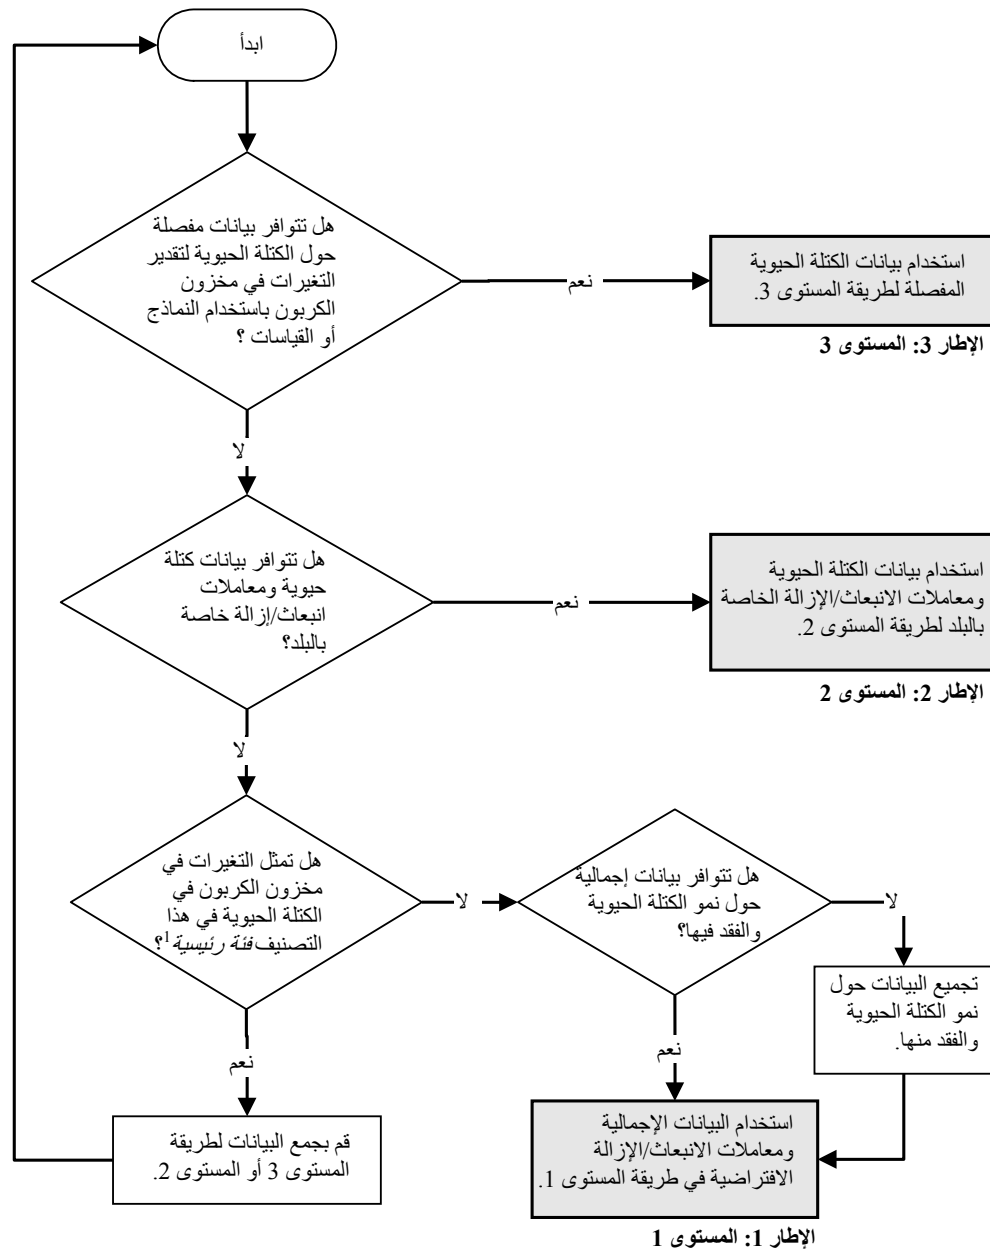 ابدأ
هل تتوافر بيانات مفصلة
حول الكتلة الحيوية لتقدير
التغيرات في مخزون
الكربون باستخدام النماذج
أو القياسات ؟
نعم
استخدام بيانات الكتلة الحيوية
المفصلة لطريقة المستوى 3.
الإطار 3: المستوى 3
لا
هل تتوافر بيانات كتلة
حيوية ومعاملات
انبعاث/إزالة خاصة
بالبلد؟
نعم
استخدام بيانات الكتلة الحيوية
ومعاملات الانبعاث/الإزالة الخاصة
بالبلد لطريقة المستوى 2.
الإطار 2: المستوى 2
لا
هل تمثل التغيرات في
مخزون الكربون في
الكتلة الحيوية في هذا
التصنيف فئة رئيسية1؟
لا
هل تتوافر بيانات إجمالية
حول نمو الكتلة الحيوية
والفقد فيها؟
لا
تجميع البيانات حول
نمو الكتلة الحيوية
والفقد منها.
نعم
نعم
قم بجمع البيانات لطريقة
المستوى 3 أو المستوى 2.
استخدام البيانات الإجمالية
ومعاملات الانبعاث/الإزالة
الافتراضية في طريقة المستوى 1.
الإطار 1: المستوى 1